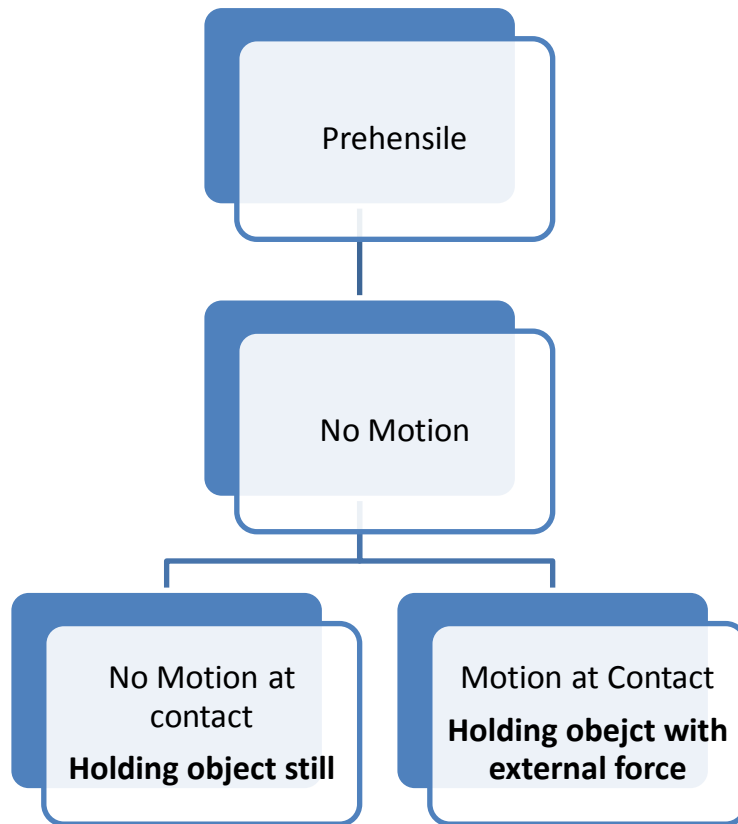 Prehensile
No Motion
No Motion at
contact
Holding object still
Motion at Contact
Holding obejct with
external force